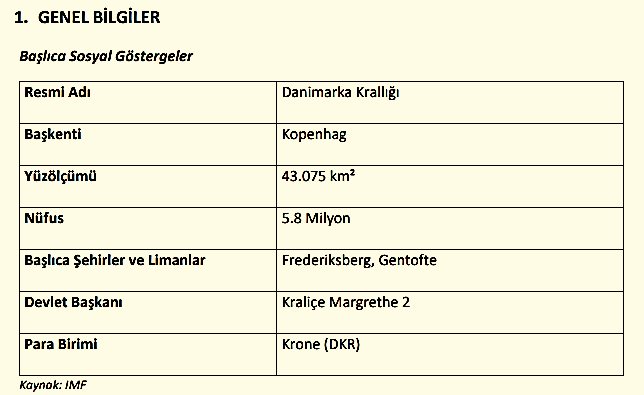 1. GENEL BİLGİLER
Başlıca Sosyal Göstergeler
Resmi Adı Danimarka Krallığı
Başkenti Kopenhag
Yüzölçümü 43.075 km²
Nüfus 5.8 Milyon
Başlıca Şehirler ve Limanlar Frederiksberg, Gentofte
Devlet Başkanı Kraliçe Margrethe 2
Para Birimi Krone (DKR)
Kaynak: IMF